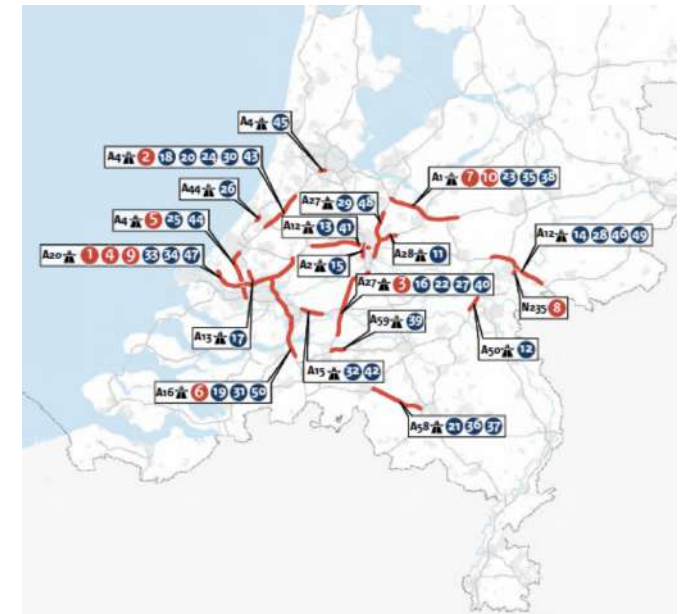 A4 45
A4 2 18 20 24 30 43
A44 26
A27 29 48
A1 7 10 23 35 38
A4 5 25 44
A12 13 41
A12 14 28 46 49
A20 1 4 9 33 34 47
A2 15
A28 11
A27 3 16 22 27 40
N235 8
A13 17
A59 39
A50 12
A16 6 19 31 50
A15 32 42
A58 21 36 37